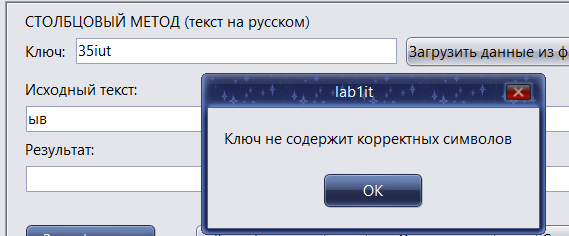 СТОЛБЦОВЫЙ МЕТОД (текст на русском)
Ключ: 35iut Загрузить данные из ф
lab1it
Исходный текст:
ыв
Ключ не содержит корректных символов
Результат:
OK